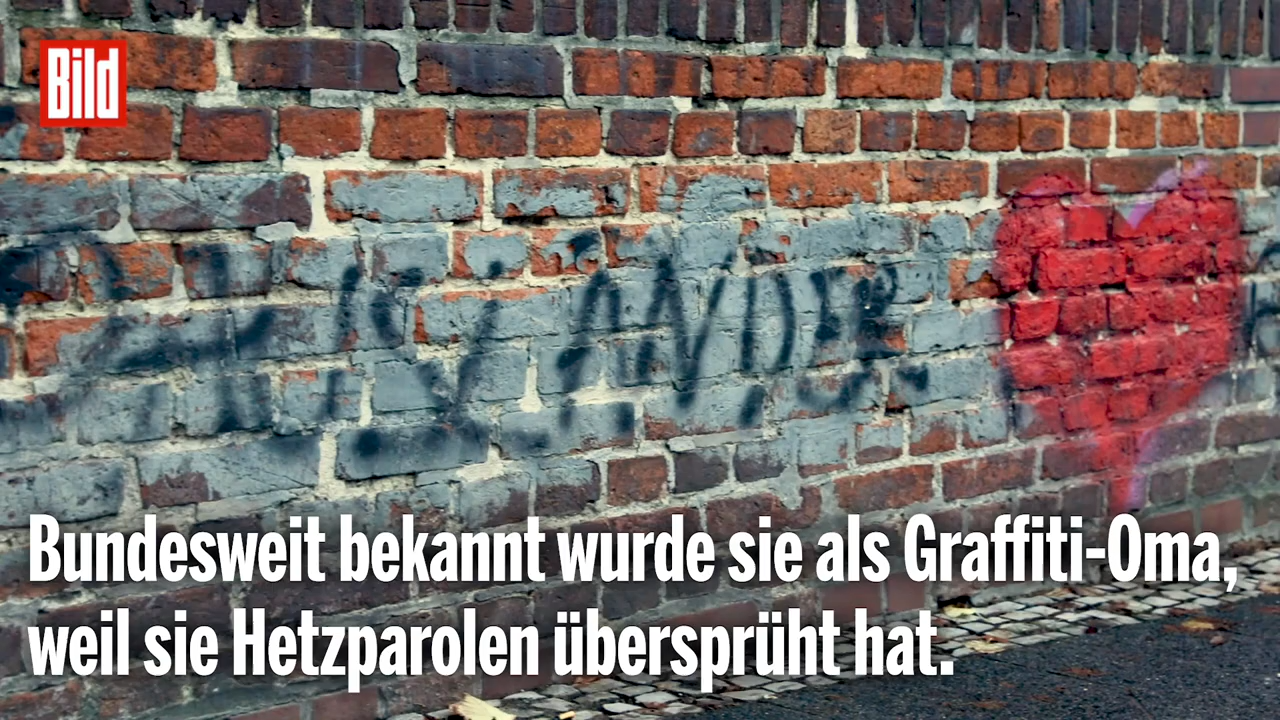 Bild
Bundesweit bekannt wurde sie als Graffiti-Oma,
weil sie Hetzparolen übersprüht hat.